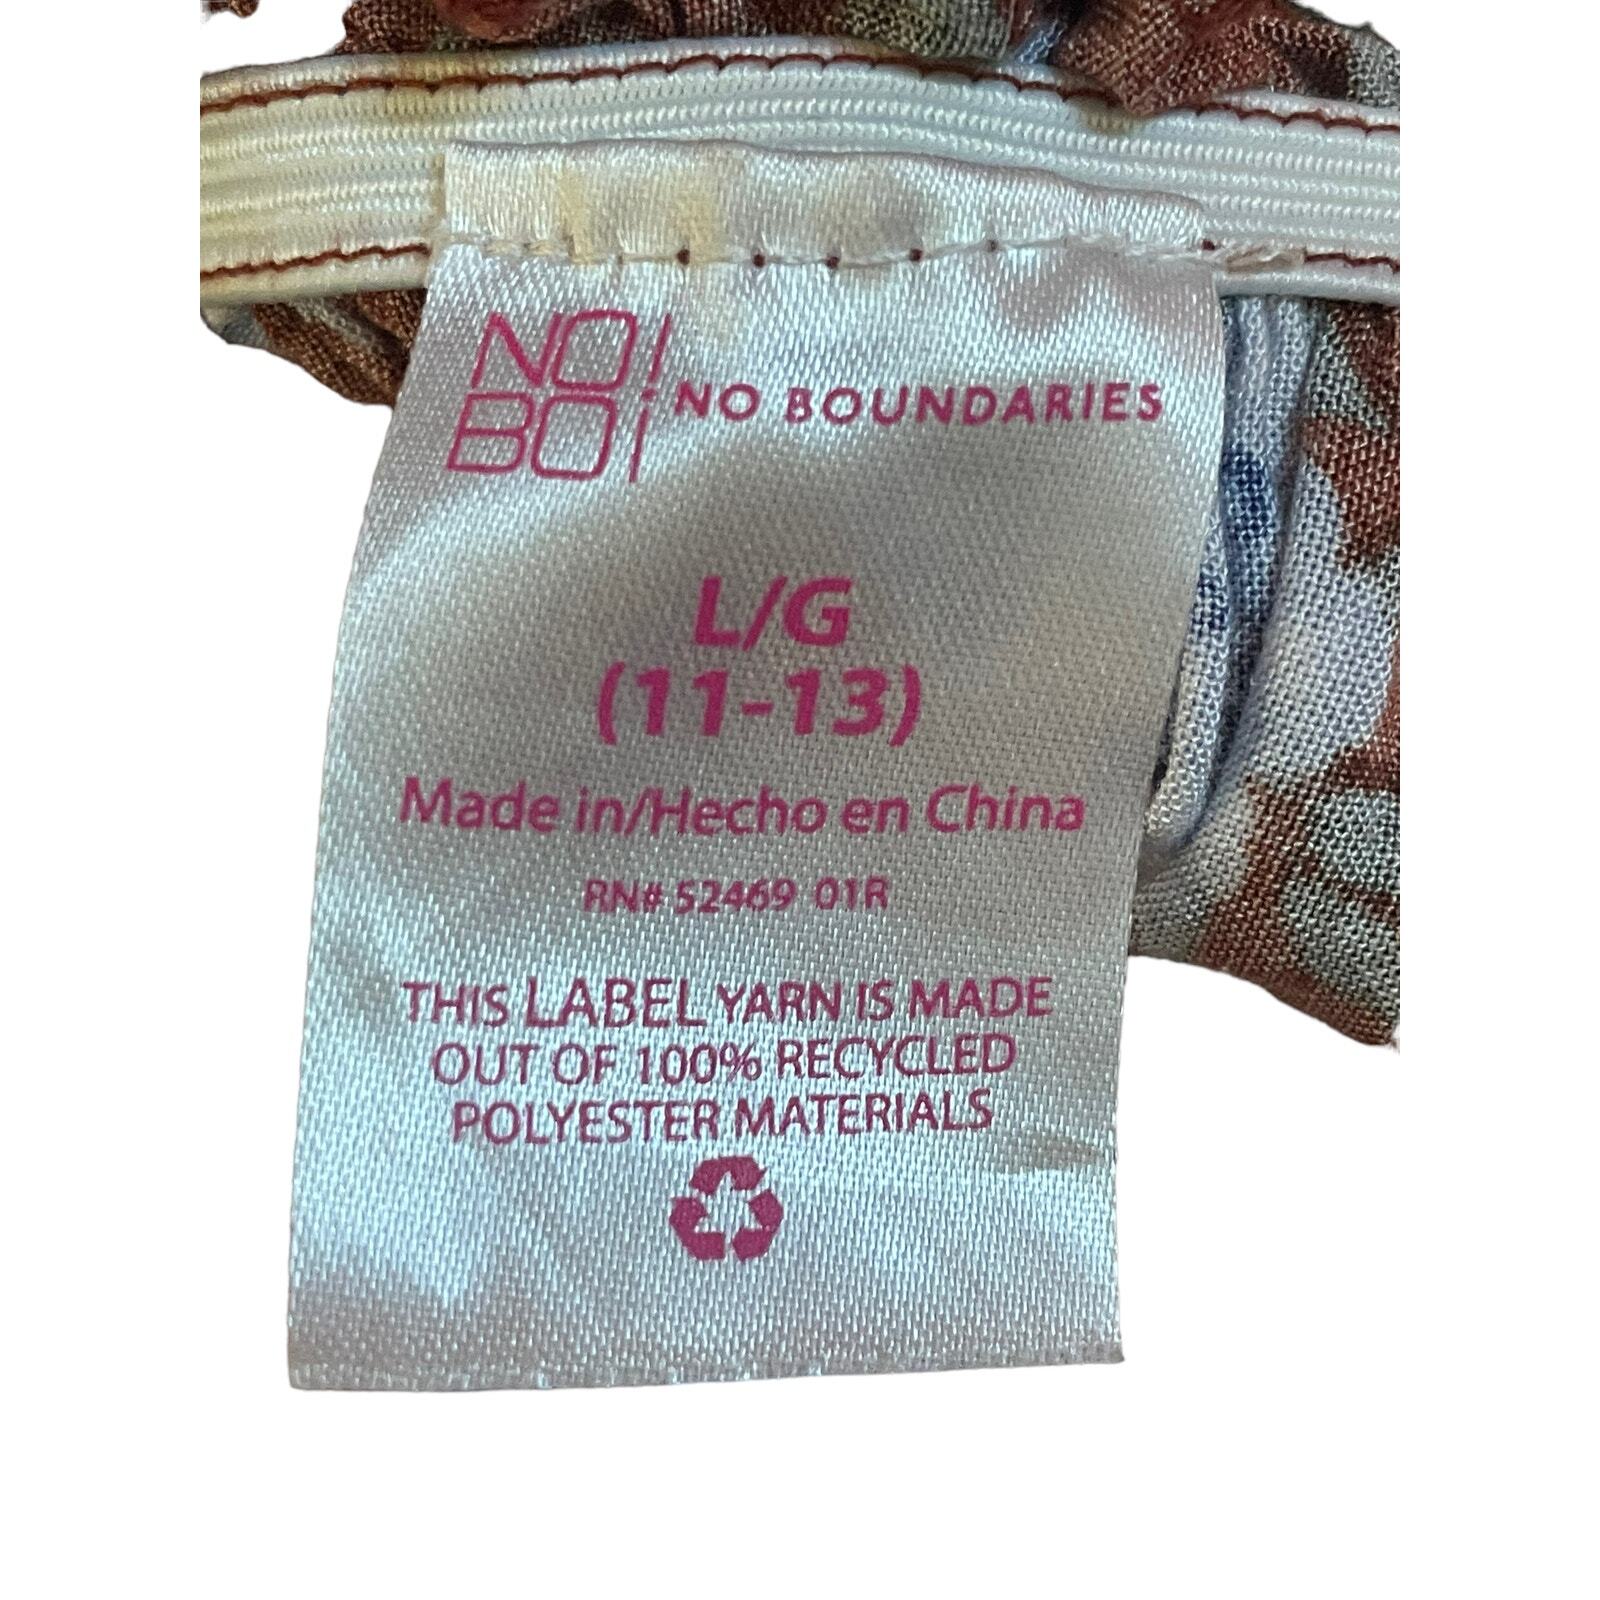 NO
BO
NO BOUNDARIES
L/G
(11-13)
Made in/Hecho en China
RN# 52469 01R
THIS LABEL YARN IS MADE
OUT OF 100% RECYCLED
POLYESTER MATERIALS